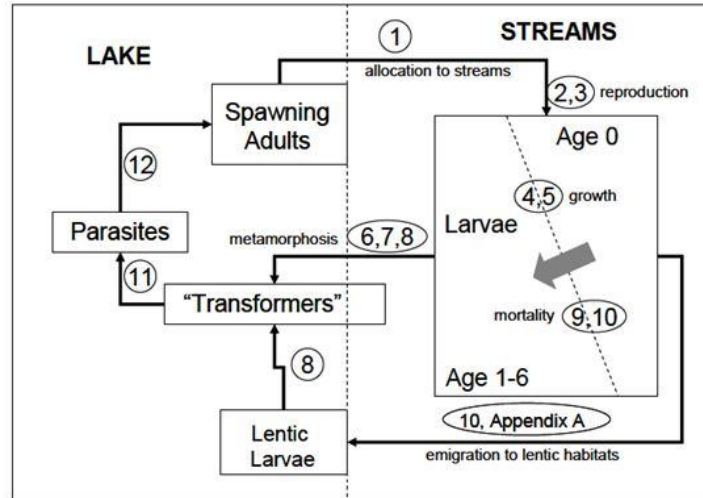 LAKE
STREAMS
1
allocation to streams
2,3 reproduction
Spawning
Adults
Age 0
12
4,5 growth
Parasites
metamorphosis
6,7,8
Larvae
11
"Transformers"
mortality 9,10
8
Age 1-6
10, Appendix A
Lentic
Larvae
emigration to lentic habitats